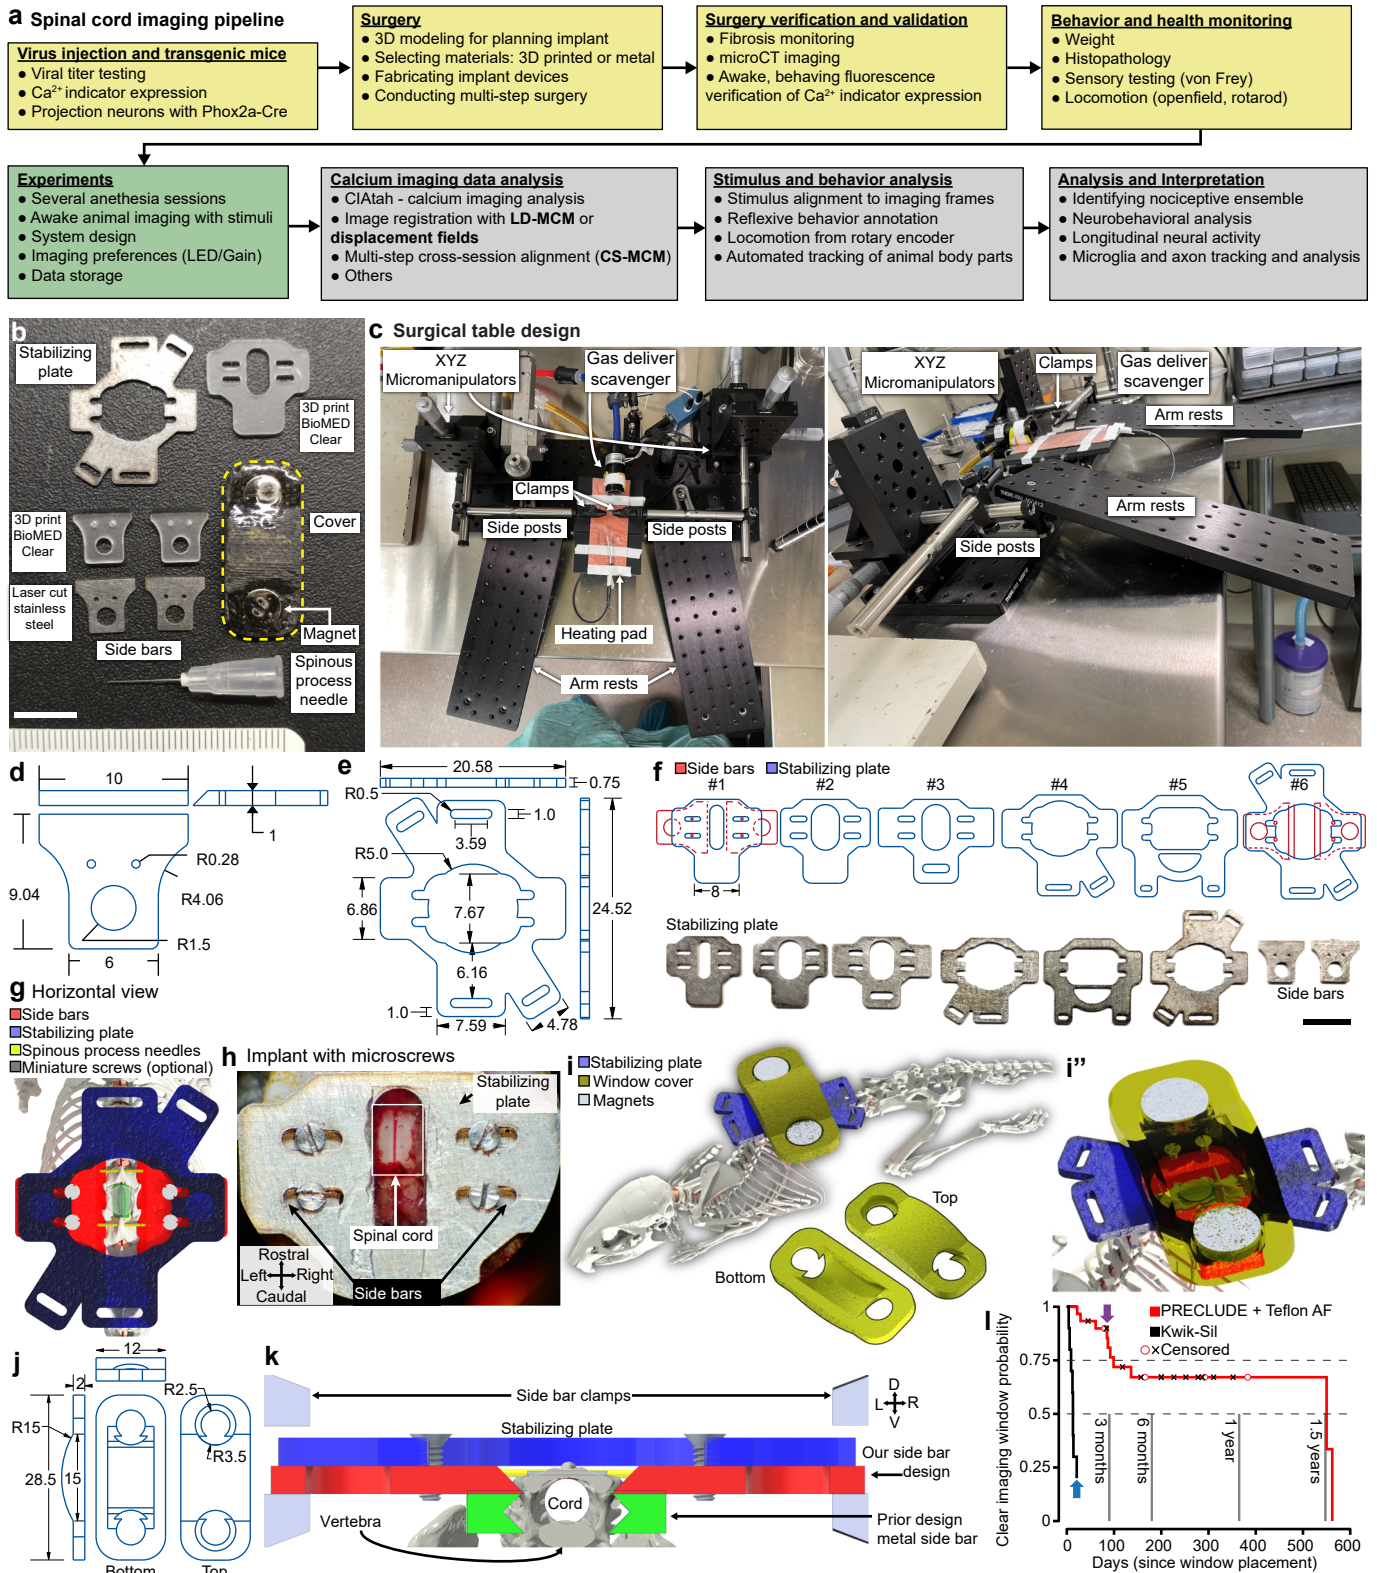 a Spinal cord imaging pipeline
Virus injection and transgenic mice
● Viral titer testing
● Ca2+ indicator expression
● Projection neurons with Phox2a-Cre
Surgery
● 3D modeling for planning implant
● Selecting materials: 3D printed or metal
● Fabricating implant devices
● Conducting multi-step surgery
Surgery verification and validation
● Fibrosis monitoring
● microCT imaging
● Awake, behaving fluorescence
verification of Ca2+ indicator expression
Behavior and health monitoring
● Weight
● Histopathology
● Sensory testing (von Frey)
● Locomotion (openfield, rotarod)
Experiments
● Several anethesia sessions
● Awake animal imaging with stimuli
● System design
● Imaging preferences (LED/Gain)
● Data storage
Calcium imaging data analysis
● CIAtah - calcium imaging analysis
● Image registration with LD-MCM or
displacement fields
● Multi-step cross-session alignment (CS-MCM)
● Others
Stimulus and behavior analysis
● Stimulus alignment to imaging frames
● Reflexive behavior annotation
● Locomotion from rotary encoder
● Automated tracking of animal body parts
Analysis and Interpretation
● Identifying nociceptive ensemble
● Neurobehavioral analysis
● Longitudinal neural activity
● Microglia and axon tracking and analysis
b
Stabilizing
plate
3D print
BioMED
Clear
3D print
BioMED
Clear
Cover
Laser cut
stainless
steel
Magnet
Side bars
Spinous
process
needle
c Surgical table design
XYZ
Micromanipulators
Gas deliver
scavenger
Clamps
Side posts
Side posts
Heating pad
Arm rests
XYZ
Micromanipulators
Clamps
Gas deliver
scavenger
Arm rests
Arm rests
Side posts
d
10
1
R0.28
9.04
R4.06
R1.5
6
e
20.58
0.75
R0.5
1.0
3.59
R5.0
6.86
7.67
24.52
6.16
1.0
7.59
4.78
f
Side bars
Stabilizing plate
#1
#2
#3
#4
#5
#6
8
Stabilizing plate
Side bars
g Horizontal view
Side bars
Stabilizing plate
Spinous process needles
Miniature screws (optional)
h Implant with microscrews
Stabilizing
plate
Spinal cord
Rostral
Left
Right
Caudal
Side bars
i
Stabilizing plate
Window cover
Magnets
Top
Bottom
i”
j
12
2
R2.5
R15
R3.5
28.5
15
Bottom
Top
k
Side bar clamps
D
L
R
V
Stabilizing plate
Our side bar
design
Cord
Vertebra
Prior design
metal side bar
l
PRECLUDE + Teflon AF
Kwik-Sil
Censored
Clear imaging window probability
1
0.75
0.5
0.25
0
3 months
6 months
1 year
1.5 years
0
100
200
300
400
500
600
Days (since window placement)